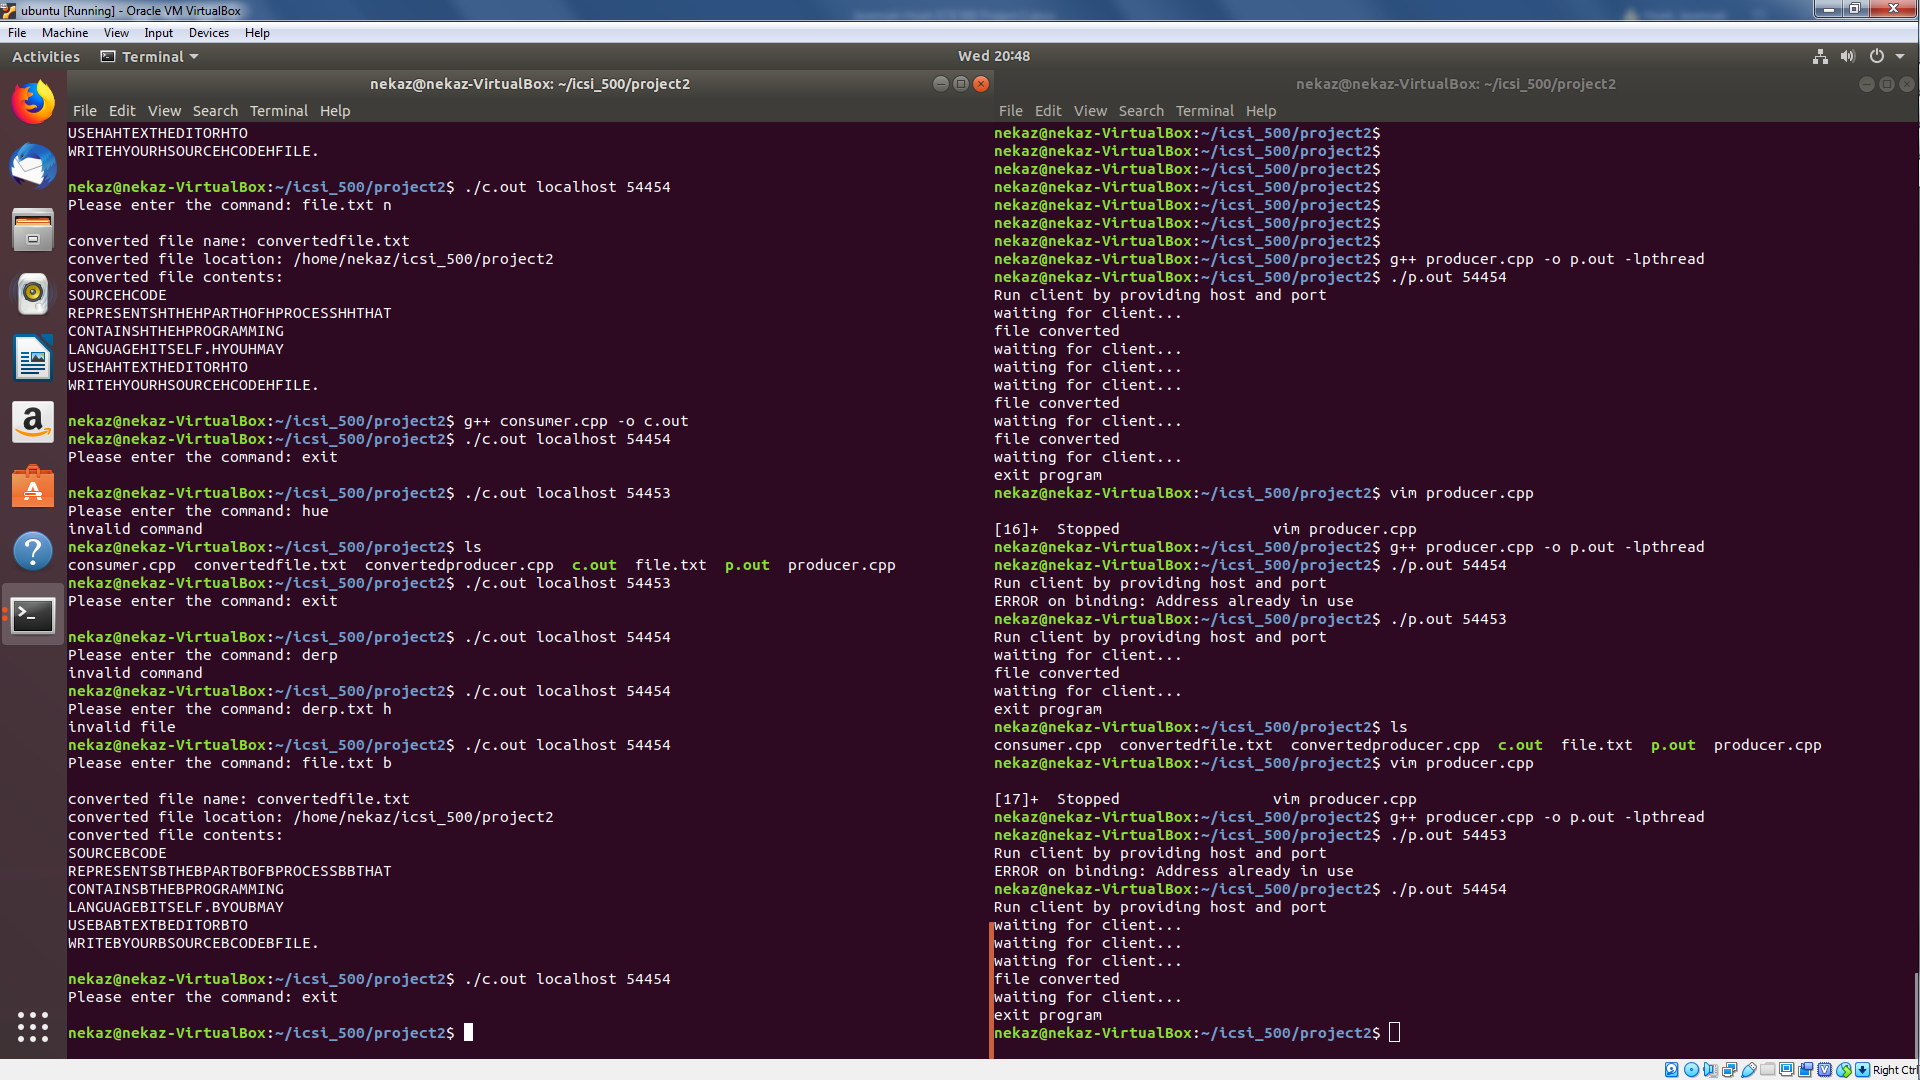 ubuntu [Running] - Oracle VM VirtualBox
File Machine View Input Devices Help
Activities Terminal Wed 20:48
nekaz@nekaz-VirtualBox: ~/icsi_500/project2
File Edit View Search Terminal Help
USEHAHTEXTHEDITORHTO
WRITEHYOURHSOURCEHCODEHFILE.
nekaz@nekaz-VirtualBox:~/icsi_500/project2$ ./c.out localhost 54454
Please enter the command: file.txt n
converted file name: convertedfile.txt
converted file location: /home/nekaz/icsi_500/project2
converted file contents:
SOURCEHCODE
REPRESENTSHTHEHPARTHOFHPROCESSHHTHAT
CONTAINSHTHEHPROGRAMMING
LANGUAGEHITSELF.HYOUHMAY
USEHAHTEXTHEDITORHTO
WRITEHYOURHSOURCEHCODEHFILE.
nekaz@nekaz-VirtualBox:~/icsi_500/project2$ g++ consumer.cpp -o c.out
nekaz@nekaz-VirtualBox:~/icsi_500/project2$ ./c.out localhost 54454
Please enter the command: exit
nekaz@nekaz-VirtualBox:~/icsi_500/project2$ ./c.out localhost 54453
Please enter the command: hue
invalid command
nekaz@nekaz-VirtualBox:~/icsi_500/project2$ ls
consumer.cpp convertedfile.txt convertedproducer.cpp c.out file.txt p.out producer.cpp
nekaz@nekaz-VirtualBox:~/icsi_500/project2$ ./c.out localhost 54453
Please enter the command: exit
nekaz@nekaz-VirtualBox:~/icsi_500/project2$ ./c.out localhost 54454
Please enter the command: derp
invalid command
nekaz@nekaz-VirtualBox:~/icsi_500/project2$ ./c.out localhost 54454
Please enter the command: derp.txt h
invalid file
nekaz@nekaz-VirtualBox:~/icsi_500/project2$ ./c.out localhost 54454
Please enter the command: file.txt b
converted file name: convertedfile.txt
converted file location: /home/nekaz/icsi_500/project2
converted file contents:
SOURCEBCODE
REPRESENTSBTHEBPARTBOFBPROCESSBBTHAT
CONTAINSBTHEBPROGRAMMING
LANGUAGEBITSELF.BYOUBMAY
USEBABTEXTBEDITORBTO
WRITEBYOURBSOURCEBCODEBFILE.
nekaz@nekaz-VirtualBox:~/icsi_500/project2$ ./c.out localhost 54454
Please enter the command: exit
nekaz@nekaz-VirtualBox:~/icsi_500/project2$
nekaz@nekaz-VirtualBox: ~/icsi_500/project2
File Edit View Search Terminal Help
nekaz@nekaz-VirtualBox:~/icsi_500/project2$
nekaz@nekaz-VirtualBox:~/icsi_500/project2$
nekaz@nekaz-VirtualBox:~/icsi_500/project2$
nekaz@nekaz-VirtualBox:~/icsi_500/project2$
nekaz@nekaz-VirtualBox:~/icsi_500/project2$
nekaz@nekaz-VirtualBox:~/icsi_500/project2$
nekaz@nekaz-VirtualBox:~/icsi_500/project2$
nekaz@nekaz-VirtualBox:~/icsi_500/project2$ g++ producer.cpp -o p.out -lpthread
nekaz@nekaz-VirtualBox:~/icsi_500/project2$ ./p.out 54454
Run client by providing host and port
waiting for client...
file converted
waiting for client...
waiting for client...
waiting for client...
file converted
waiting for client...
file converted
waiting for client...
exit program
nekaz@nekaz-VirtualBox:~/icsi_500/project2$ vim producer.cpp
[16]+ Stopped vim producer.cpp
nekaz@nekaz-VirtualBox:~/icsi_500/project2$ g++ producer.cpp -o p.out -lpthread
nekaz@nekaz-VirtualBox:~/icsi_500/project2$ ./p.out 54454
Run client by providing host and port
ERROR on binding: Address already in use
nekaz@nekaz-VirtualBox:~/icsi_500/project2$ ./p.out 54453
Run client by providing host and port
waiting for client...
file converted
waiting for client...
exit program
nekaz@nekaz-VirtualBox:~/icsi_500/project2$ ls
consumer.cpp convertedfile.txt convertedproducer.cpp c.out file.txt p.out producer.cpp
nekaz@nekaz-VirtualBox:~/icsi_500/project2$ vim producer.cpp
[17]+ Stopped vim producer.cpp
nekaz@nekaz-VirtualBox:~/icsi_500/project2$ g++ producer.cpp -o p.out -lpthread
nekaz@nekaz-VirtualBox:~/icsi_500/project2$ ./p.out 54453
Run client by providing host and port
ERROR on binding: Address already in use
nekaz@nekaz-VirtualBox:~/icsi_500/project2$ ./p.out 54454
Run client by providing host and port
waiting for client...
waiting for client...
waiting for client...
file converted
waiting for client...
exit program
nekaz@nekaz-VirtualBox:~/icsi_500/project2$
Right Ctrl